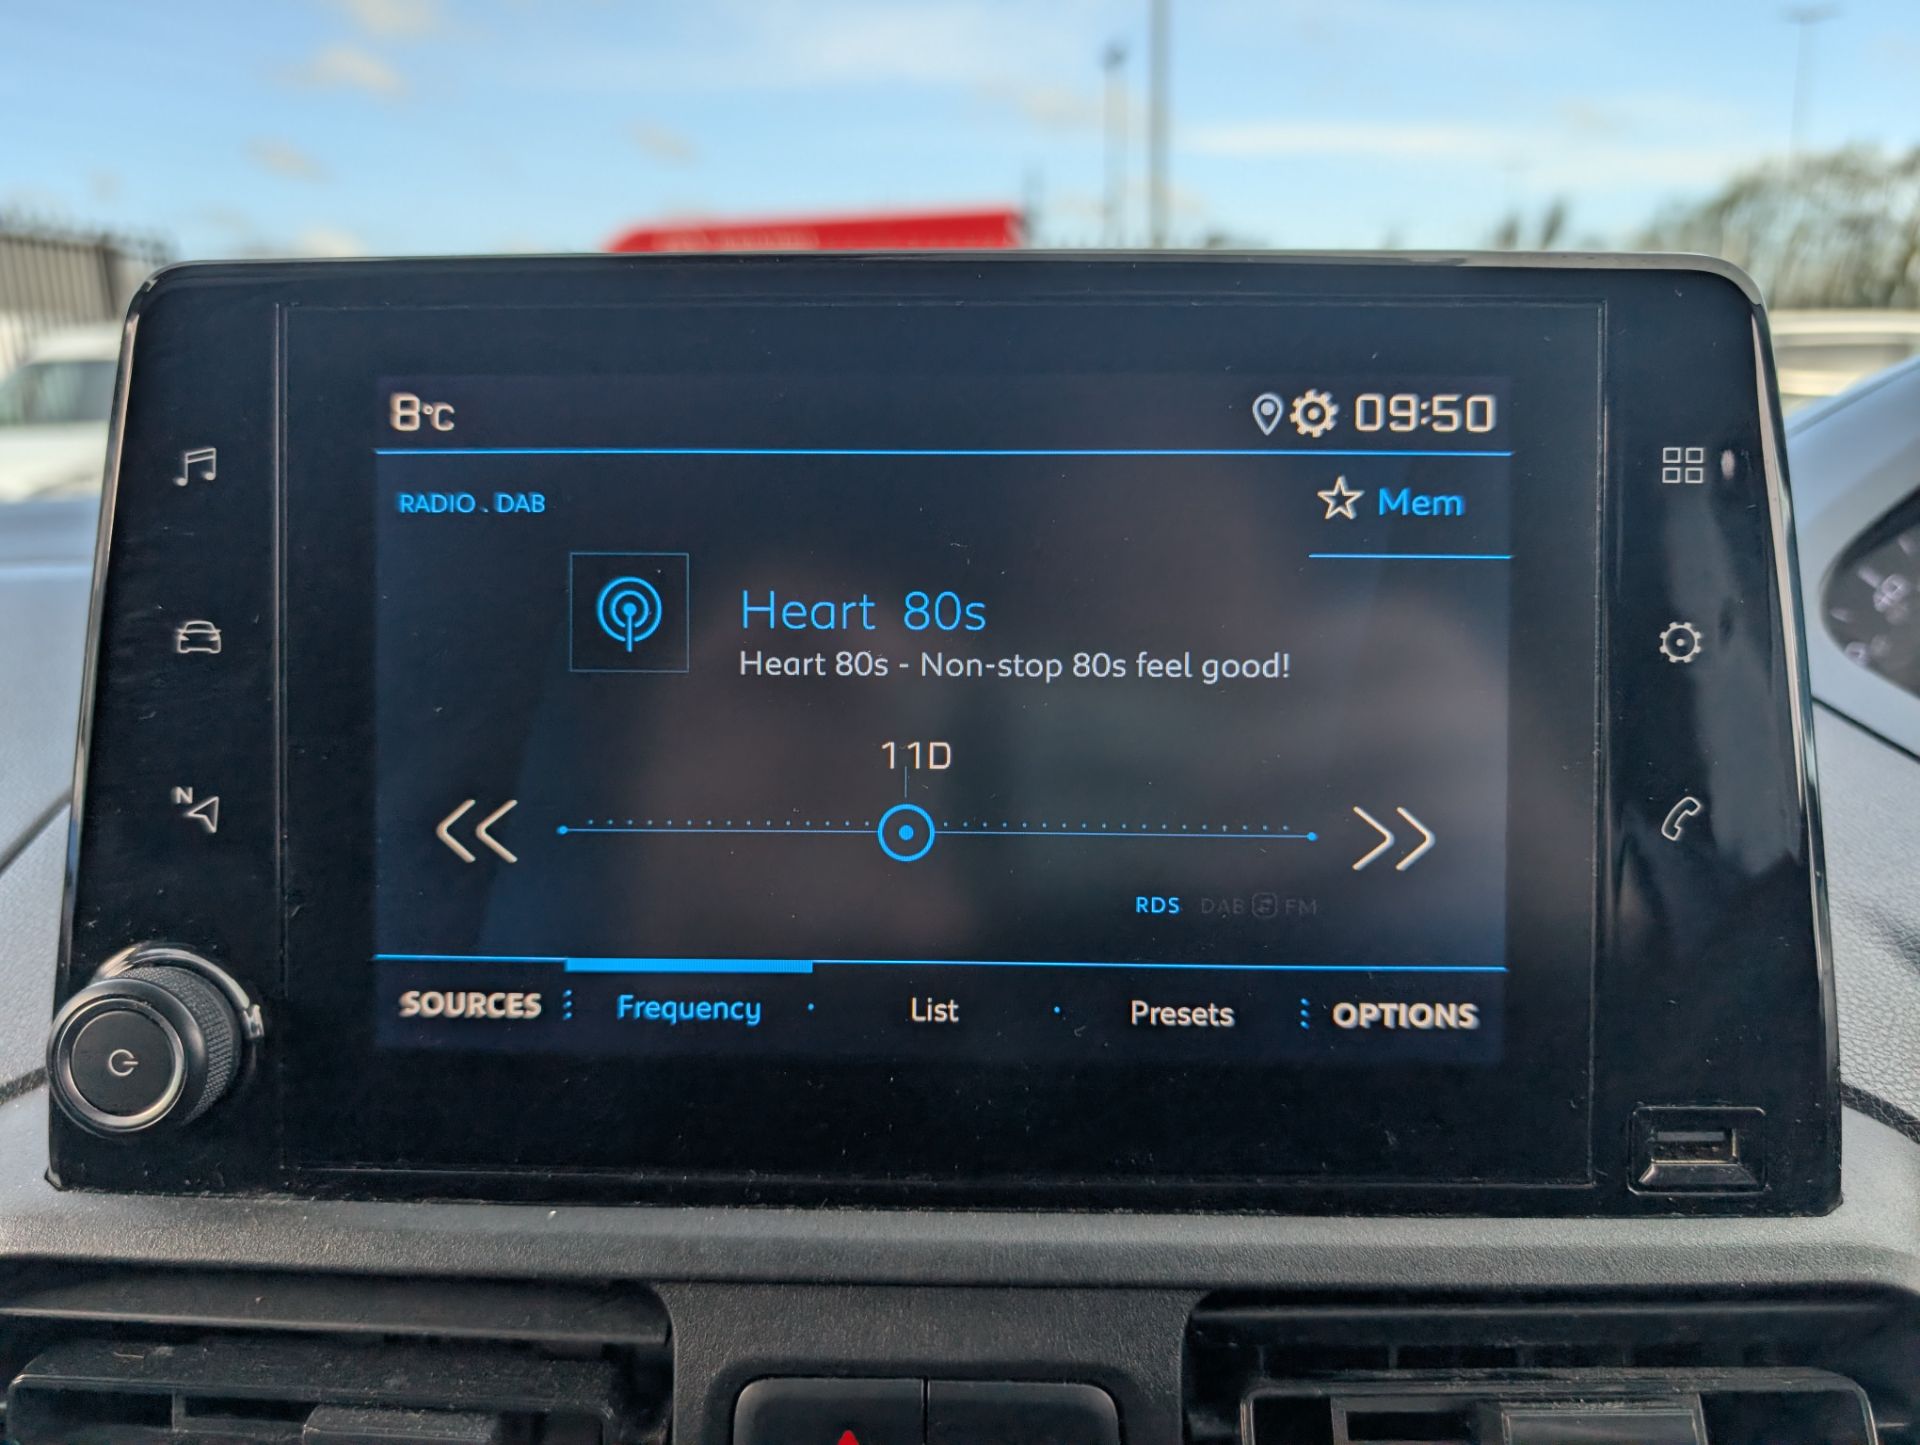 8°C
09:50
RADIO . DAB
Mem
Heart 80s
Heart 80s - Non-stop 80s feel good!
11D
RDS DAB FM
SOURCES Frequency List Presets OPTIONS
N